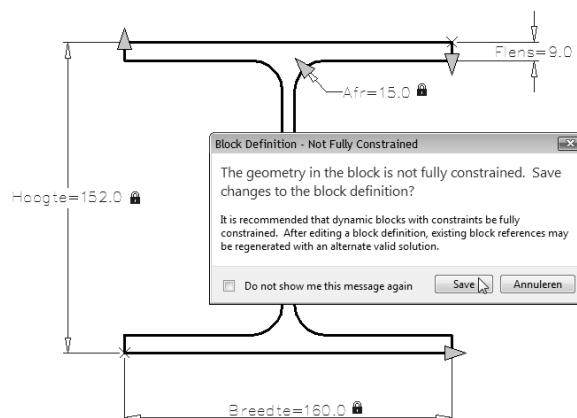 Flens=9.0
Afr=15.0
Block Definition - Not Fully Constrained
The geometry in the block is not fully constrained. Save
changes to the block definition?
Hoogte=152.0
It is recommended that dynamic blocks with constraints be fully
constrained. After editing a block definition, existing block references may
be regenerated with an alternate valid solution.
Do not show me this message again
Save
Annuleren
Breedte=160.0